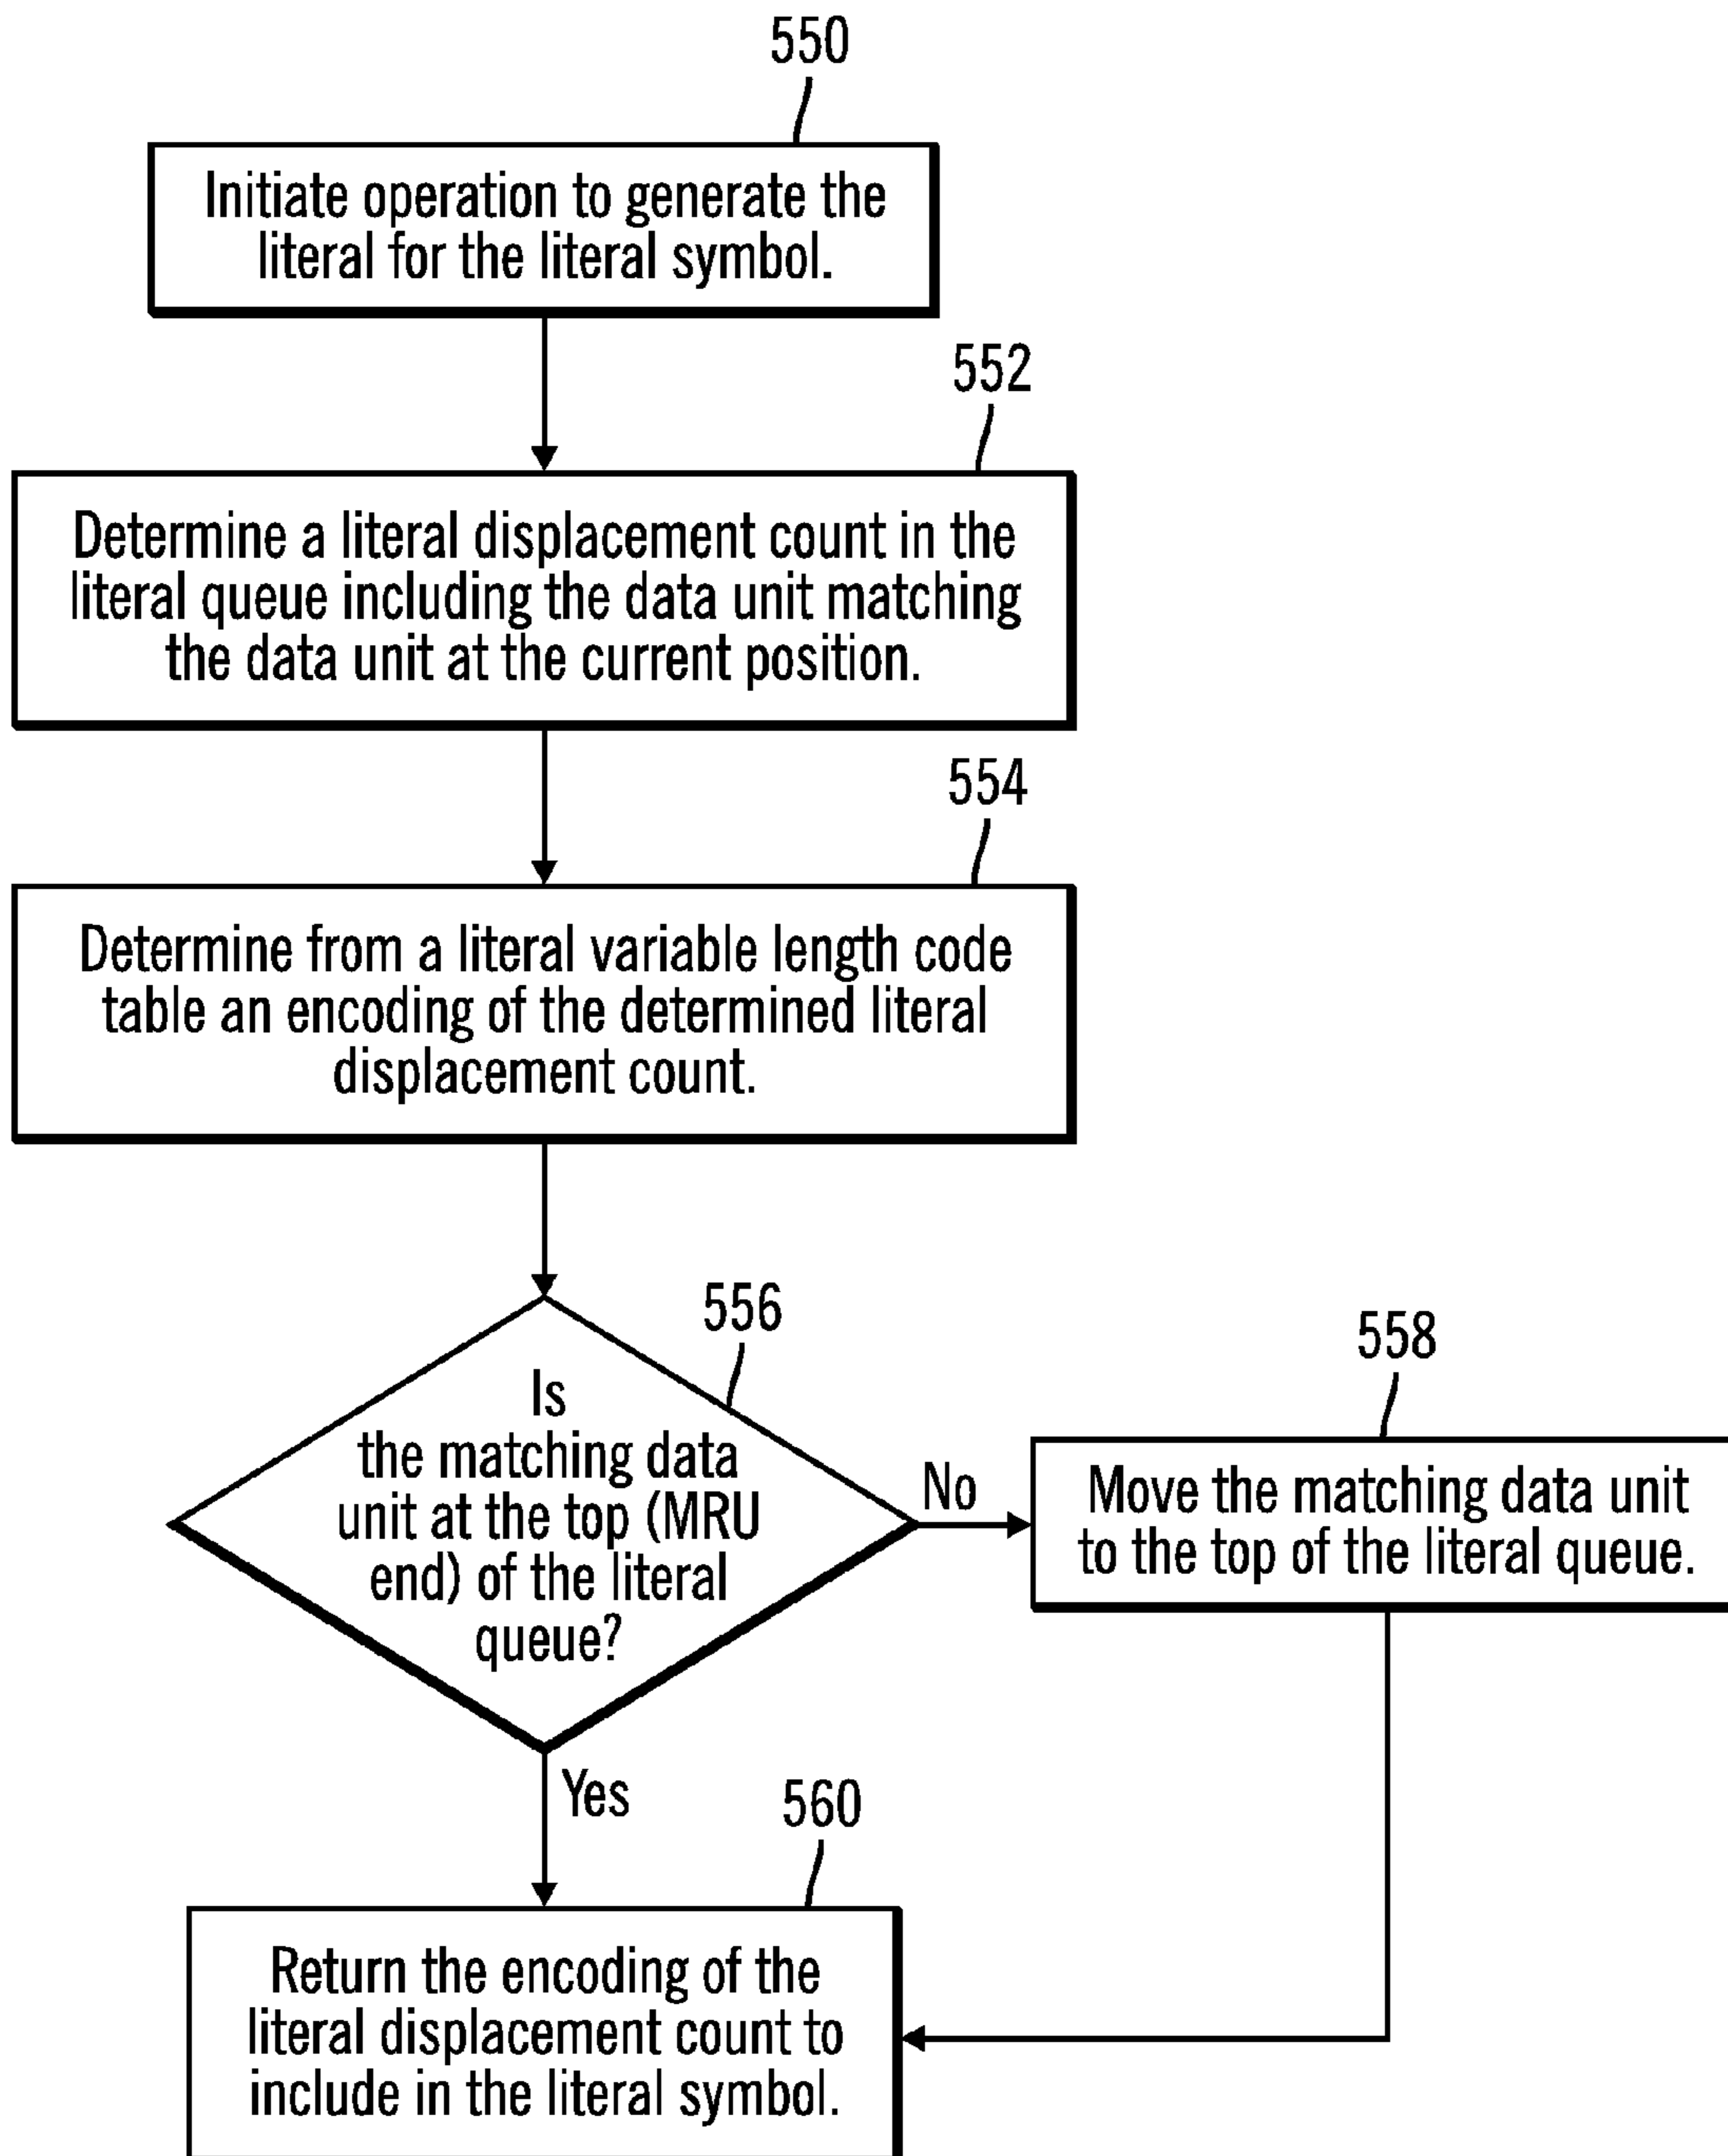 550
Initiate operation to generate the
literal for the literal symbol.
552
Determine a literal displacement count in the
literal queue including the data unit matching
the data unit at the current position.
554
Determine from a literal variable length code
table an encoding of the determined literal
displacement count.
556
Is
the matching data
unit at the top (MRU
end) of the literal
queue?
No
558
Move the matching data unit
to the top of the literal queue.
Yes
560
Return the encoding of the
literal displacement count to
include in the literal symbol.